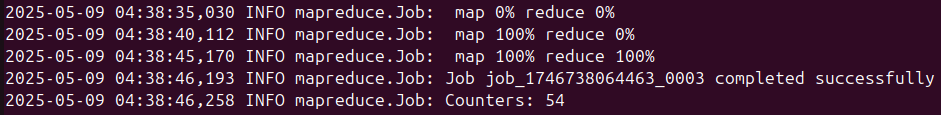 2025-05-09 04:38:35,030 INFO mapreduce.Job:  map 0% reduce 0%
2025-05-09 04:38:40,112 INFO mapreduce.Job:  map 100% reduce 0%
2025-05-09 04:38:45,170 INFO mapreduce.Job:  map 100% reduce 100%
2025-05-09 04:38:46,193 INFO mapreduce.Job: Job job_1746738064463_0003 completed successfully
2025-05-09 04:38:46,258 INFO mapreduce.Job: Counters: 54